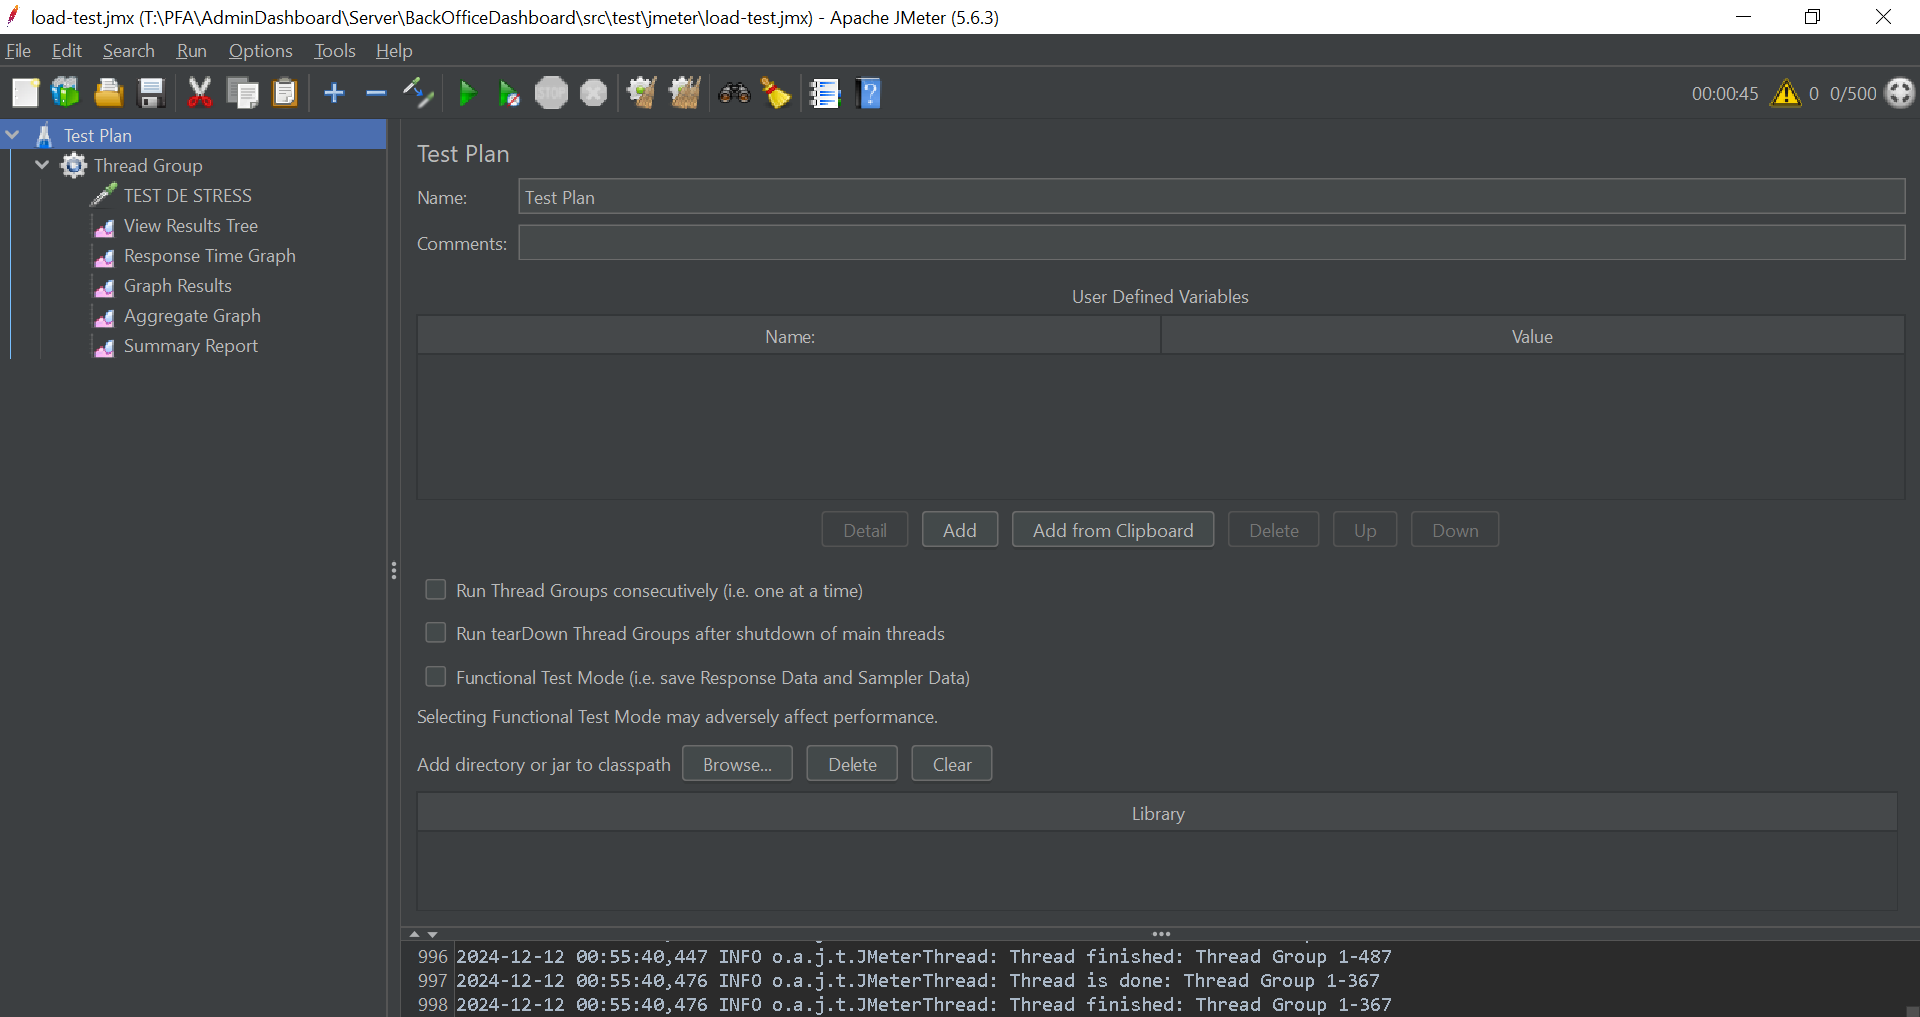 load-test.jmx (T:\PFA\AdminDashboard\Server\BackOfficeDashboard\src\test\jmeter\load-test.jmx) - Apache JMeter (5.6.3)
File Edit Search Run Options Tools Help
STOP
00:00:45 0 0/500
Test Plan
Thread Group
TEST DE STRESS
View Results Tree
Response Time Graph
Graph Results
Aggregate Graph
Summary Report
Test Plan
Name: Test Plan
Comments:
User Defined Variables
Name: Value
Detail Add Add from Clipboard Delete Up Down
Run Thread Groups consecutively (i.e. one at a time)
Run tearDown Thread Groups after shutdown of main threads
Functional Test Mode (i.e. save Response Data and Sampler Data)
Selecting Functional Test Mode may adversely affect performance.
Add directory or jar to classpath Browse... Delete Clear
Library
996 2024-12-12 00:55:40,447 INFO o.a.j.t.JMeterThread: Thread finished: Thread Group 1-487
997 2024-12-12 00:55:40,476 INFO o.a.j.t.JMeterThread: Thread is done: Thread Group 1-367
998 2024-12-12 00:55:40,476 INFO o.a.j.t.JMeterThread: Thread finished: Thread Group 1-367